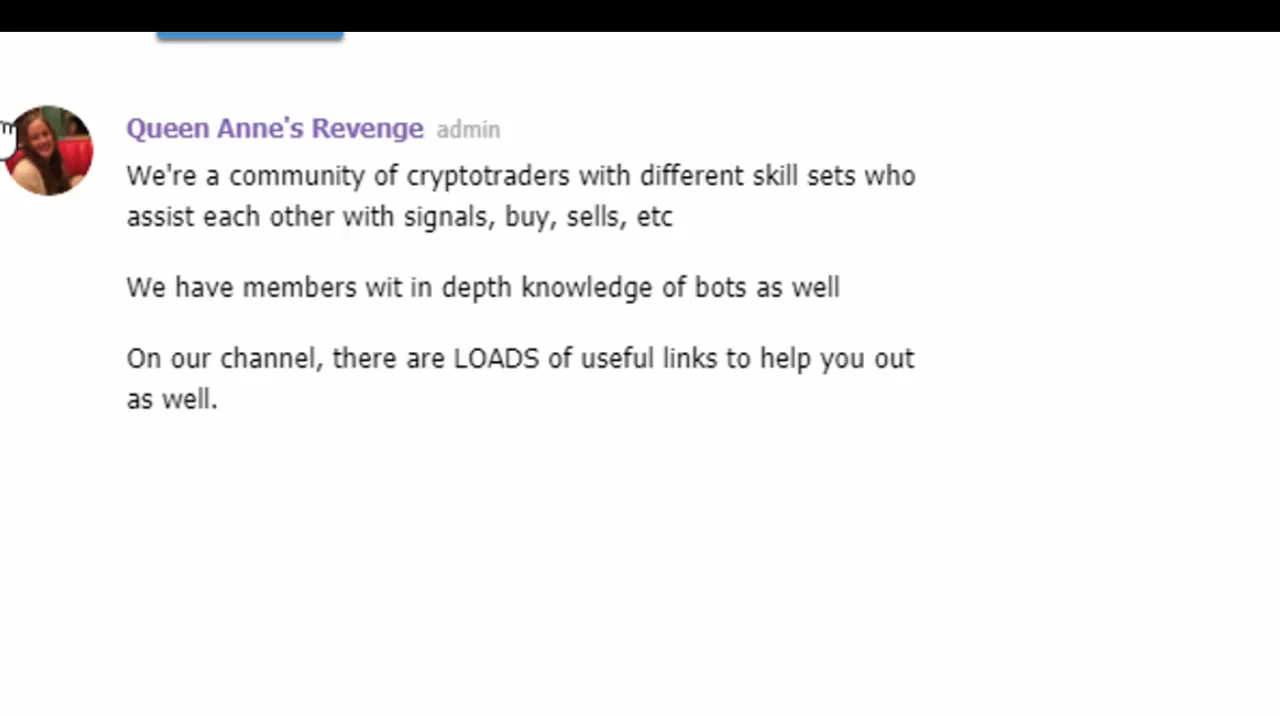 Queen Anne's Revenge admin
We're a community of cryptotraders with different skill sets who
assist each other with signals, buy, sells, etc
We have members wit in depth knowledge of bots as well
On our channel, there are LOADS of useful links to help you out
as well.